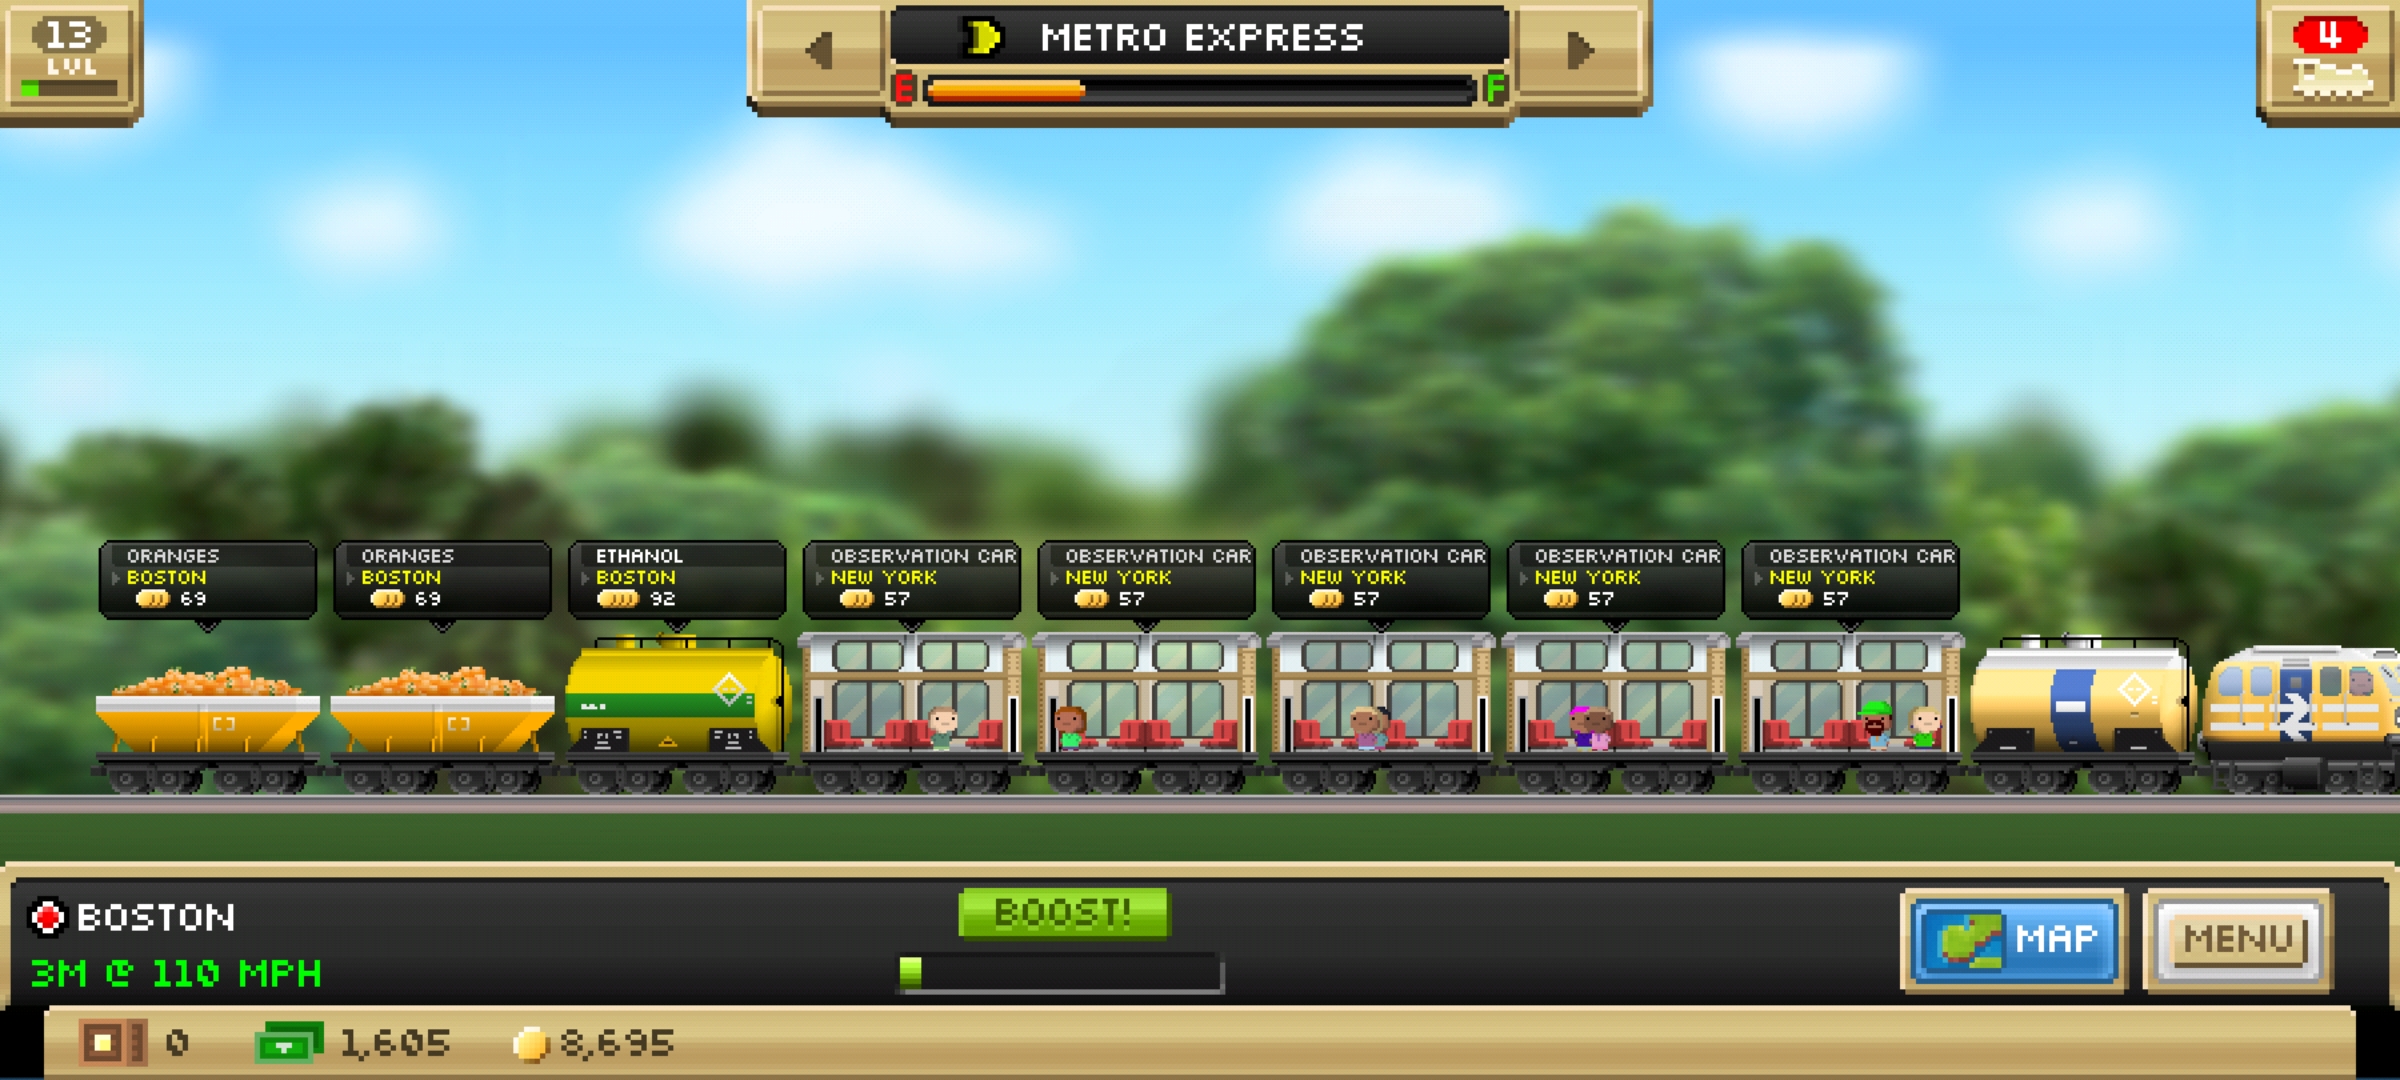 13
LVL
METRO EXPRESS
E F
4
ORANGES
BOSTON
69
ORANGES
BOSTON
69
ETHANOL
BOSTON
92
OBSERVATION CAR
NEW YORK
57
OBSERVATION CAR
NEW YORK
57
OBSERVATION CAR
NEW YORK
57
OBSERVATION CAR
NEW YORK
57
OBSERVATION CAR
NEW YORK
57
BOSTON
3M @ 110 MPH
BOOST!
MAP
MENU
0 1,605 8,695